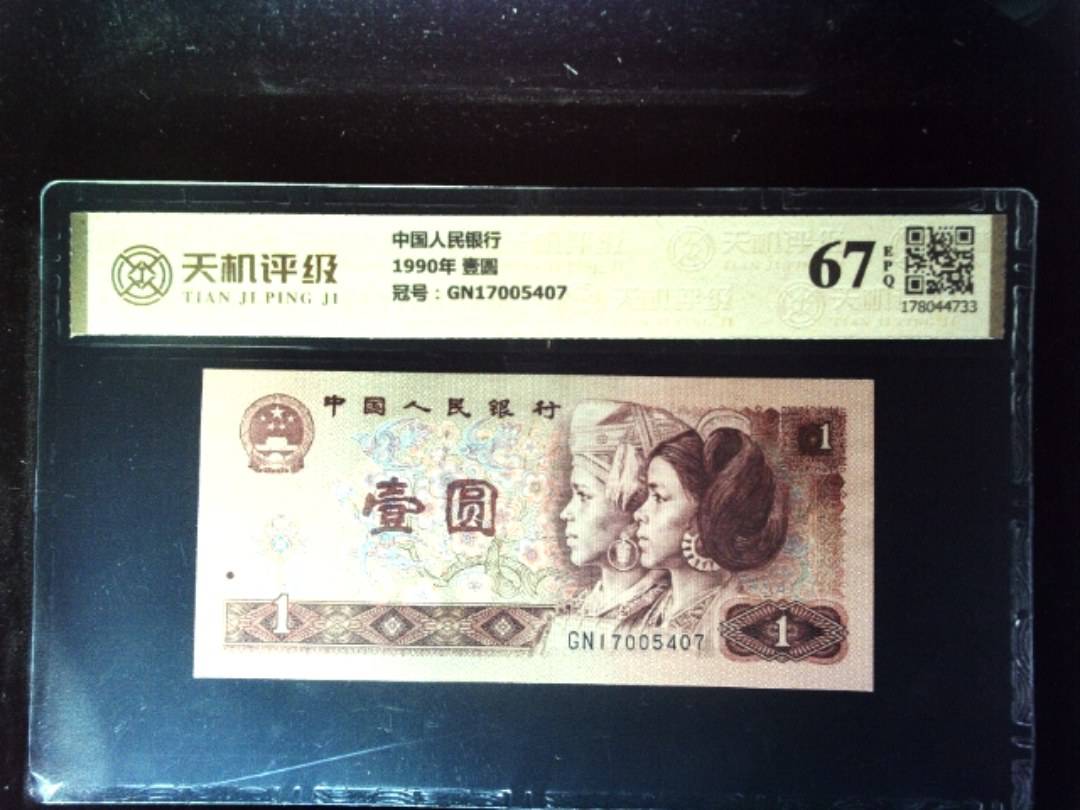 天机评级
TIAN JI PING JI
中国人民银行
1990年 壹圆
冠号：GN17005407
67
EPQ
178044733
中国人民银行
1
壹圆
1
GN17005407
1